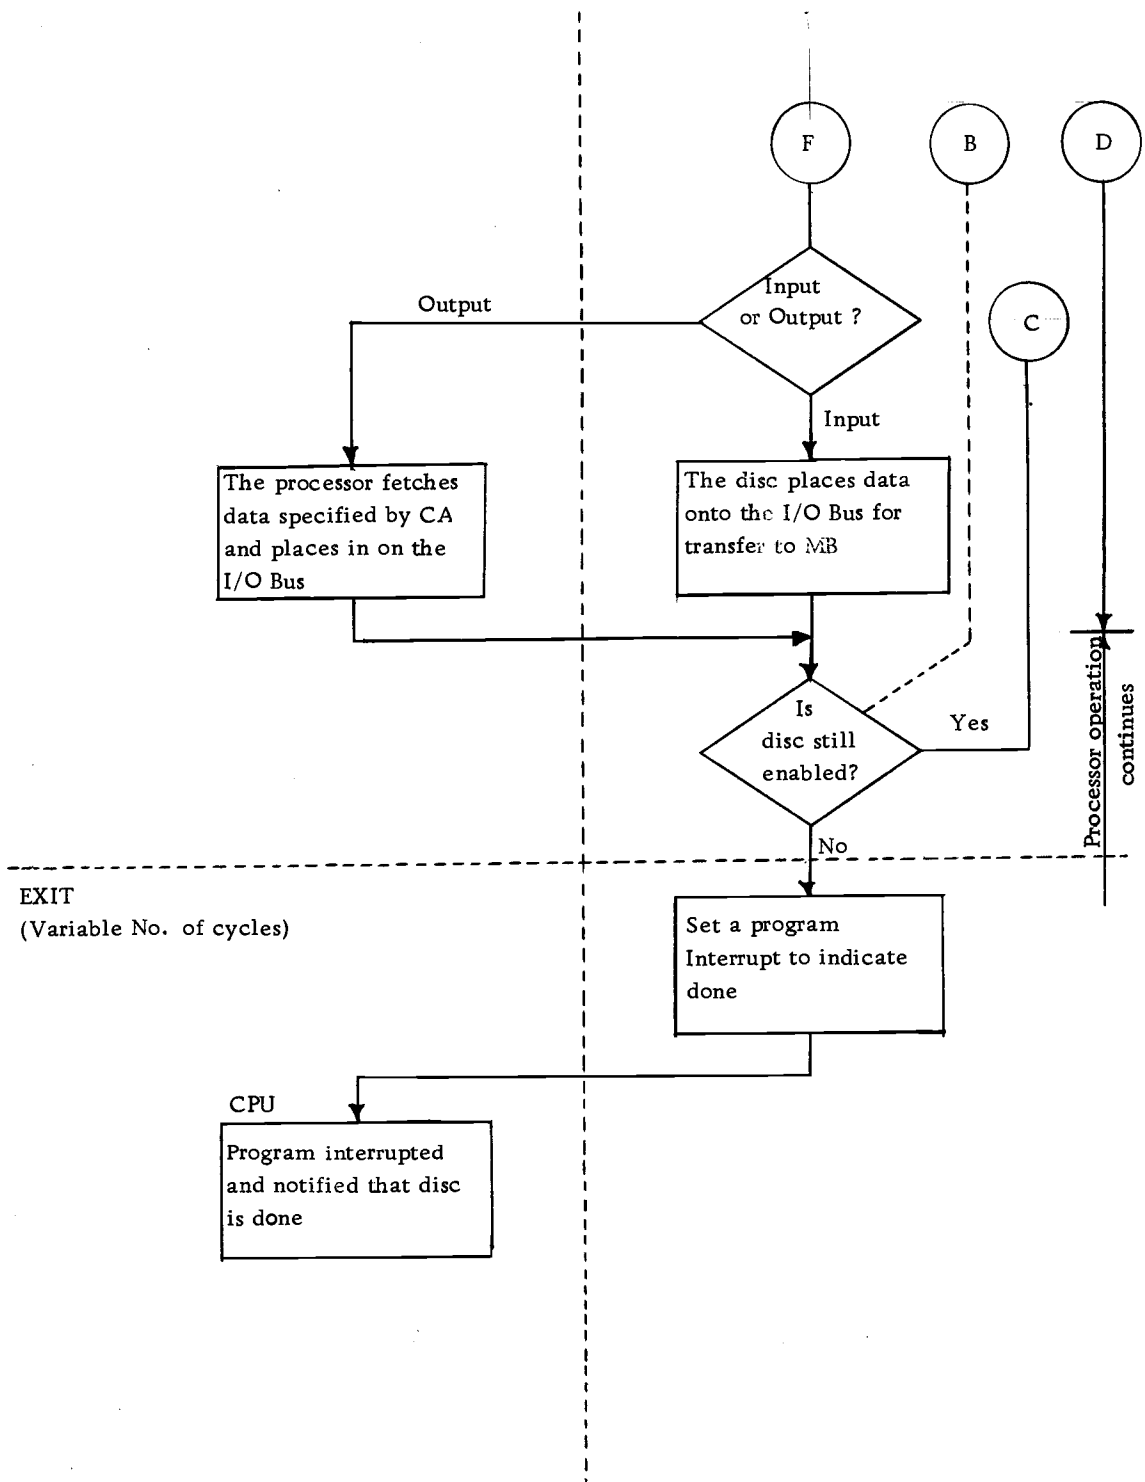 F
B
D
Input
or Output ?
C
Output
Input
The processor fetches
data specified by CA
and places in on the
I/O Bus
The disc places data
onto the I/O Bus for
transfer to MB
Is
disc still
enabled?
Yes
Processor operation
continues
No
EXIT
(Variable No. of cycles)
Set a program
Interrupt to indicate
done
CPU
Program interrupted
and notified that disc
is done